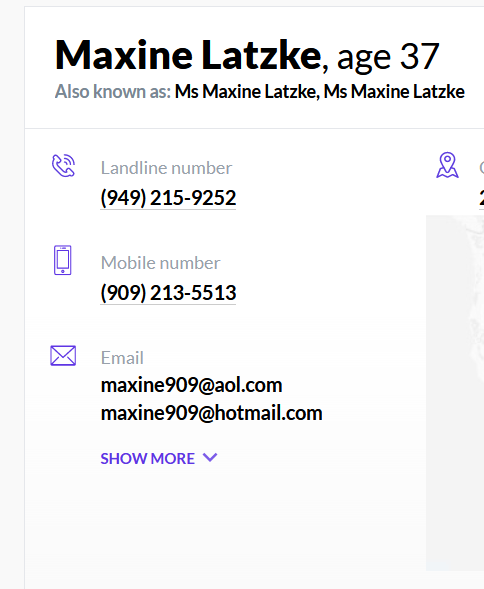 Maxine Latzke, age 37
Also known as: Ms Maxine Latzke, Ms Maxine Latzke
Landline number
(949) 215-9252
Mobile number
(909) 213-5513
Email
maxine909@aol.com
maxine909@hotmail.com
SHOW MORE